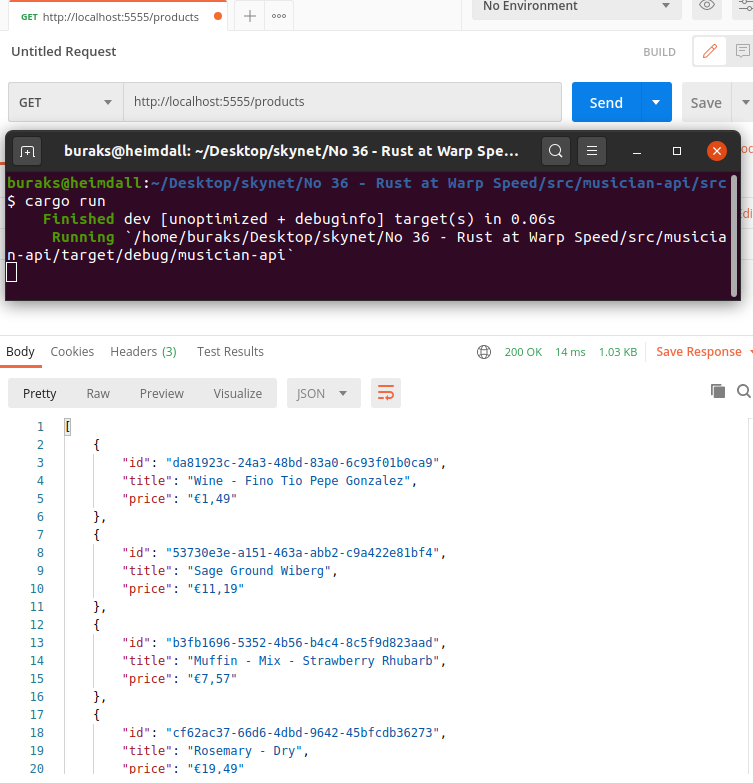 GET http://localhost:5555/products
No Environment
Untitled Request
BUILD
GET http://localhost:5555/products Send Save
buraks@heimdall: ~/Desktop/skynet/No 36 - Rust at Warp Spe...
buraks@heimdall:~/Desktop/skynet/No 36 - Rust at Warp Speed/src/musician-api/src
$ cargo run
Finished dev [unoptimized + debuginfo] target(s) in 0.06s
Running `/home/buraks/Desktop/skynet/No 36 - Rust at Warp Speed/src/musicia
n-api/target/debug/musician-api`
Body Cookies Headers (3) Test Results 200 OK 14 ms 1.03 KB Save Response
Pretty Raw Preview Visualize JSON
1 [
2 {
3 "id": "da81923c-24a3-48bd-83a0-6c93f01b0ca9",
4 "title": "Wine - Fino Tio Pepe Gonzalez",
5 "price": "€1,49"
6 },
7 {
8 "id": "53730e3e-a151-463a-abb2-c9a422e81bf4",
9 "title": "Sage Ground Wiberg",
10 "price": "€11,19"
11 },
12 {
13 "id": "b3fb1696-5352-4b56-b4c4-8c5f9d823aad",
14 "title": "Muffin - Mix - Strawberry Rhubarb",
15 "price": "€7,57"
16 },
17 {
18 "id": "cf62ac37-66d6-4dbd-9642-45bfcdb36273",
19 "title": "Rosemary - Dry",
20 "price": "€19,49"